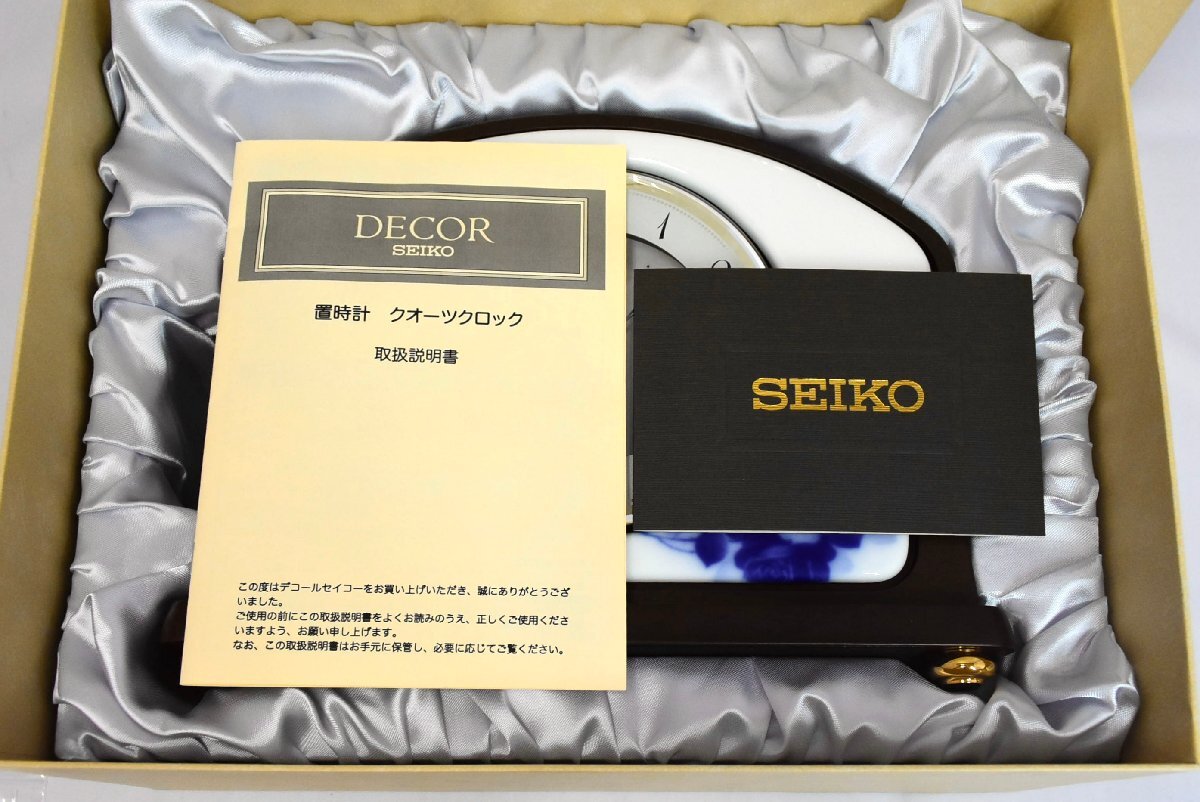 DECOR
SEIKO
置時計 クオーツクロック
取扱説明書
この度はデコールセイコーをお買い上げいただき、誠にありがとうござ
いました。
ご使用の前にこの取扱説明書をよくお読みのうえ、正しくご使用くださ
いますよう、お願い申し上げます。
なお、この取扱説明書はお手元に保管し、必要に応じてご覧ください。
1
SEIKO